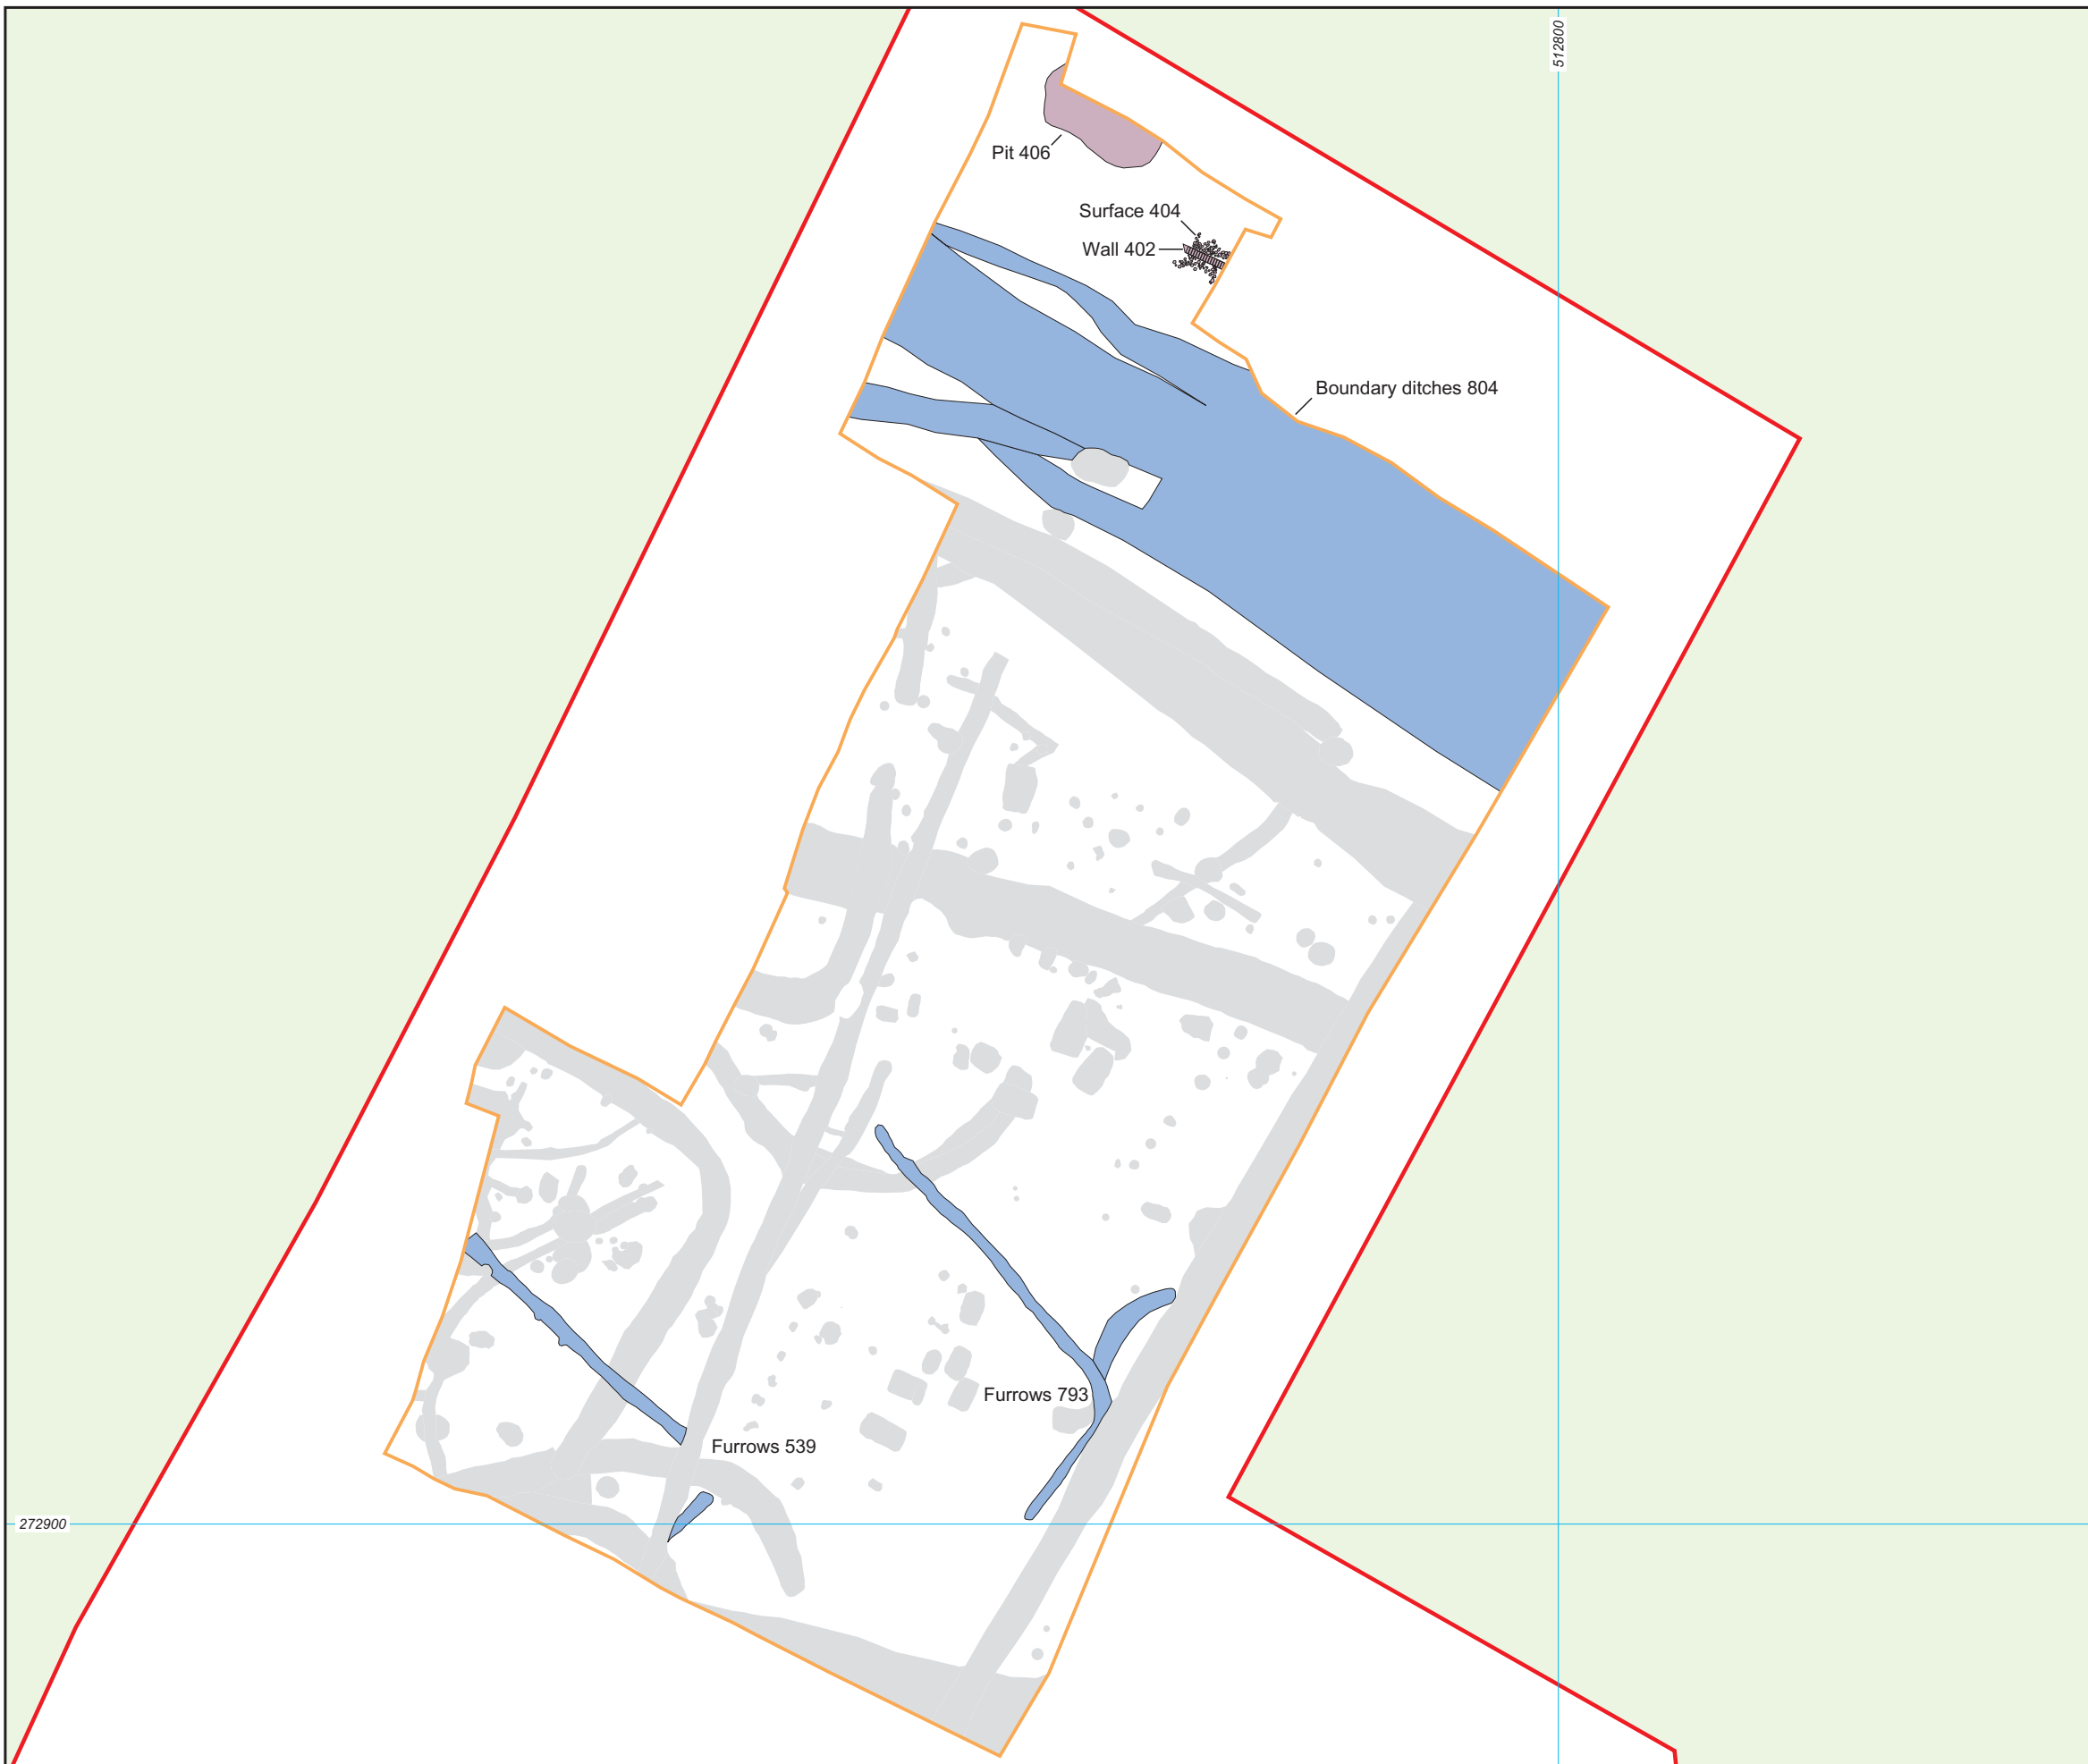 512800
Pit 406
Surface 404
Wall 402
Boundary ditches 804
Furrows 793
Furrows 539
272900